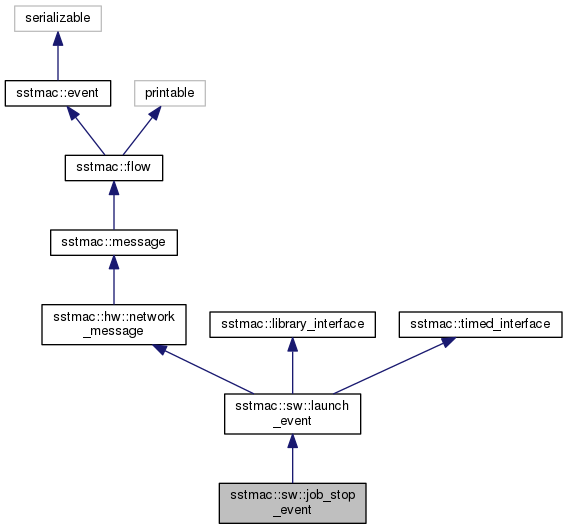 serializable
sstmac::event
printable
sstmac::flow
sstmac::message
sstmac::hw::network
_message
sstmac::library_interface
sstmac::timed_interface
sstmac::sw::launch
_event
sstmac::sw::job_stop
_event